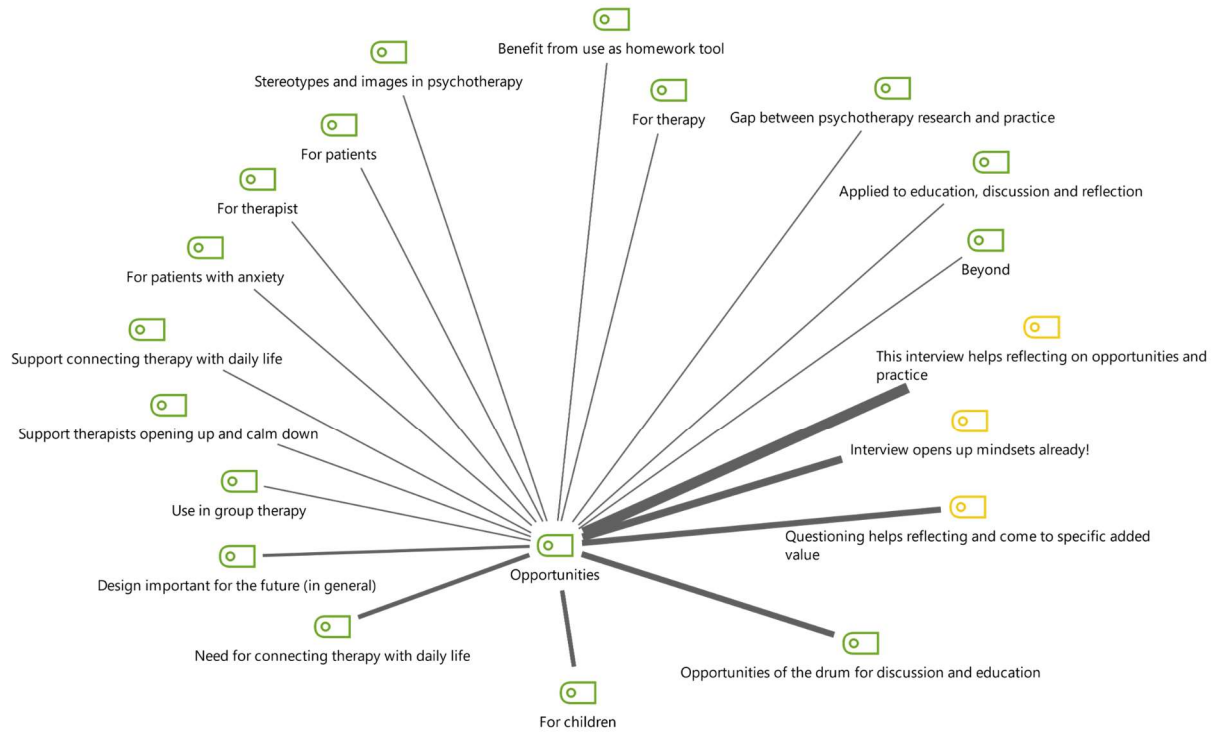 Benefit from use as homework tool
Stereotypes and images in psychotherapy
For therapy
Gap between psychotherapy research and practice
For patients
Applied to education, discussion and reflection
For therapist
Beyond
For patients with anxiety
Support connecting therapy with daily life
This interview helps reflecting on opportunities and
practice
Support therapists opening up and calm down
Interview opens up mindsets already!
Use in group therapy
Questioning helps reflecting and come to specific added
value
Opportunities
Design important for the future (in general)
Need for connecting therapy with daily life
Opportunities of the drum for discussion and education
For children